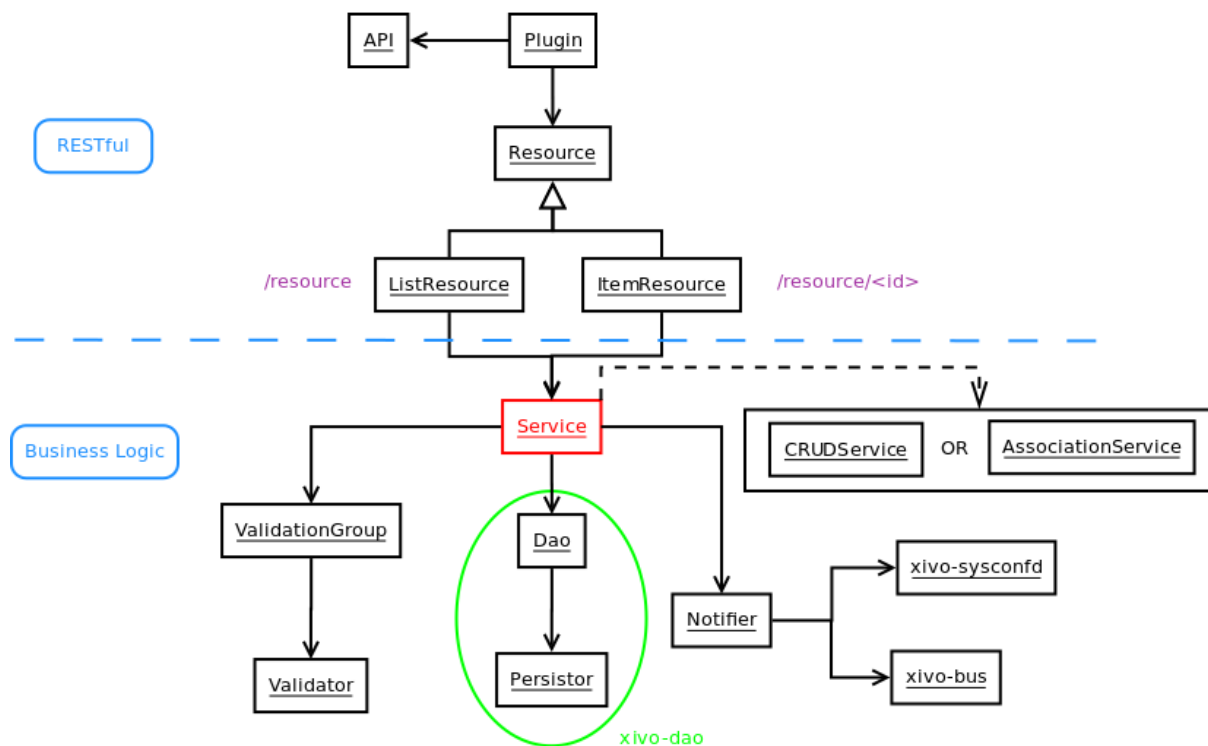 API
Plugin
RESTful
Resource
/resource
ListResource
ItemResource
/resource/<id>
Service
Business Logic
CRUDService
OR
AssociationService
ValidationGroup
Dao
xivo-sysconfd
Notifier
Validator
Persistor
xivo-bus
xivo-dao